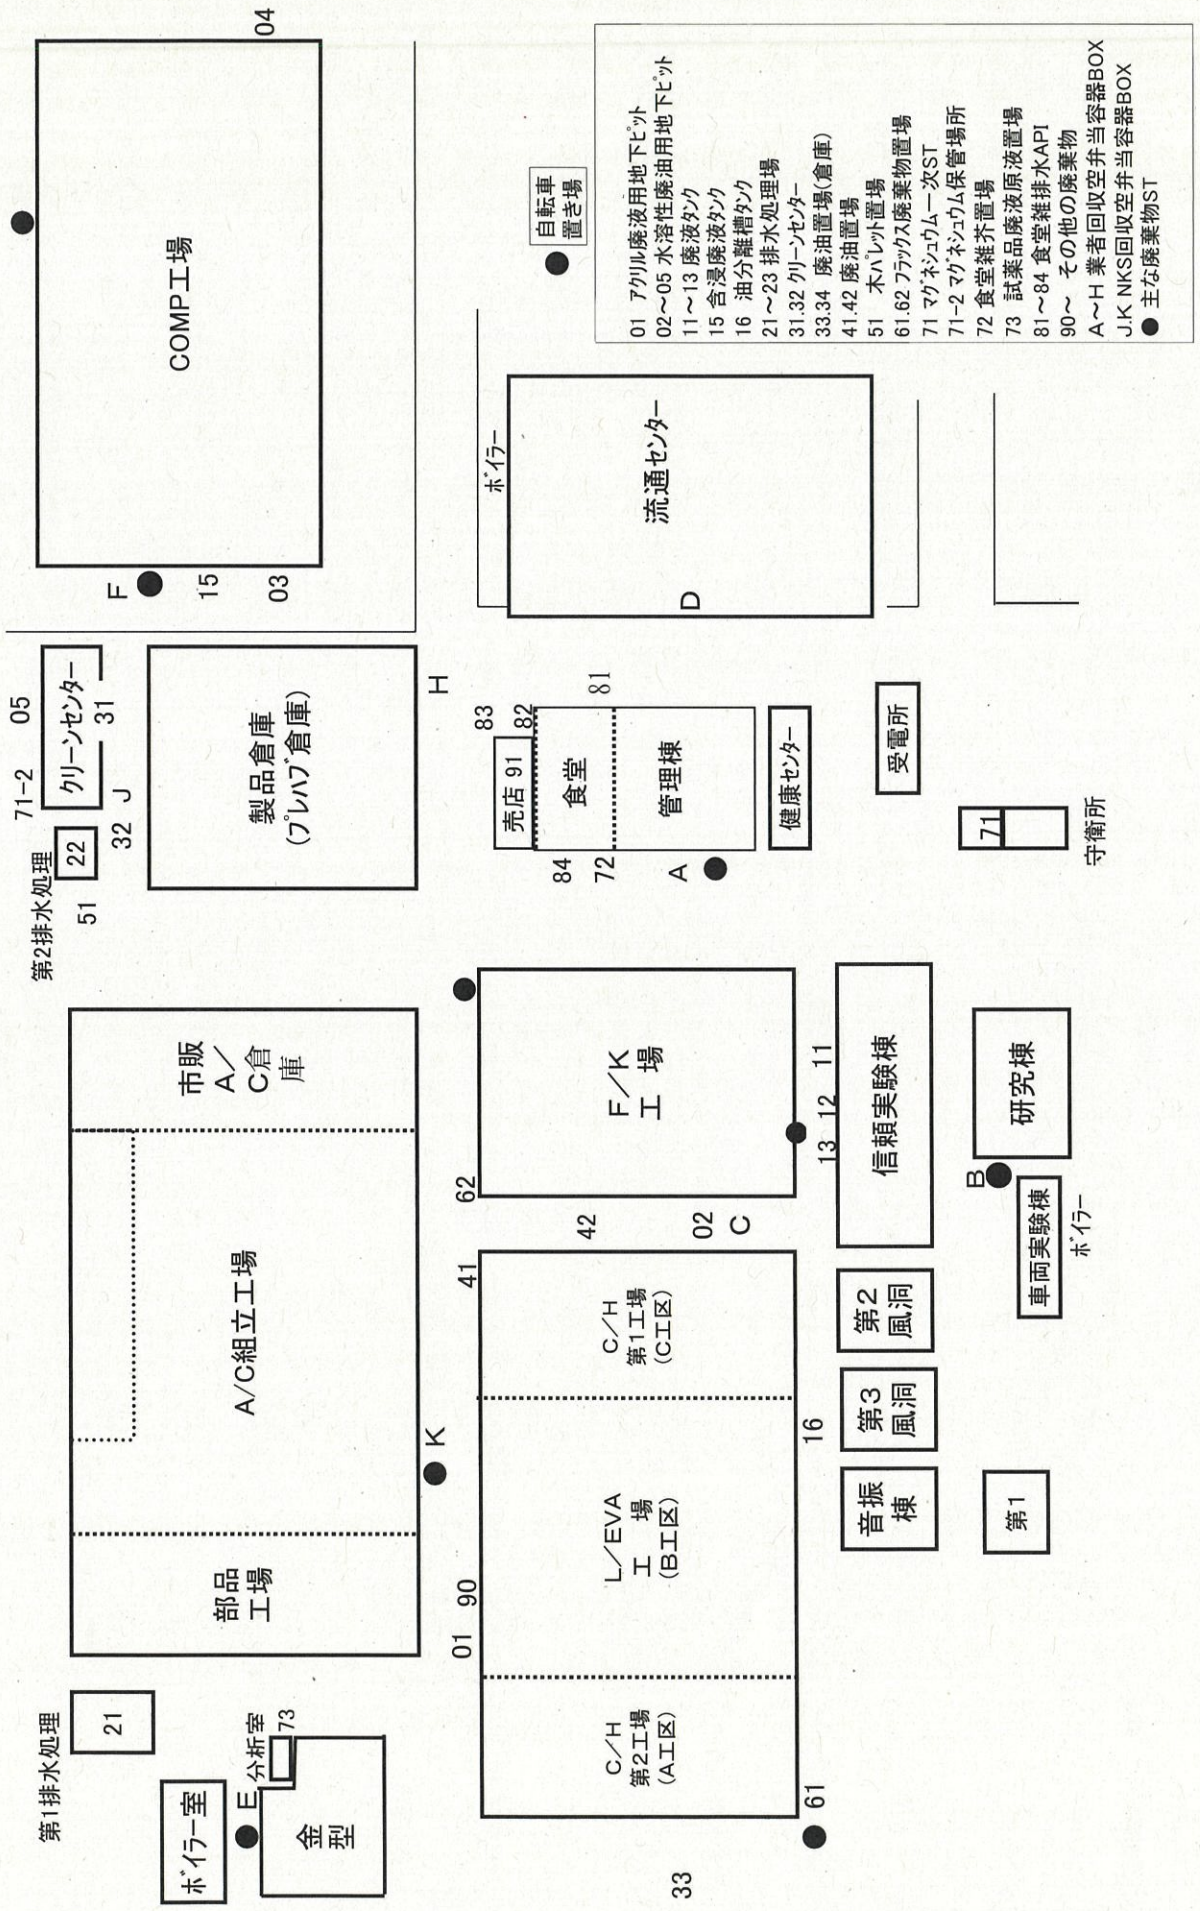 第1排水処理
21
ボイラー室
E
分析室
73
金
型
33
部品
工場
A/C組立工場
市販
A/
C倉
庫
K
第2排水処理
22
51
71-2
05
クリーンセンター
31
32
J
製品倉庫
(プレハブ倉庫)
H
COMP工場
04
F
15
03
01
90
41
62
C/H
第2工場
(A工区)
L/EVA
工 場
(B工区)
C/H
第1工場
(C工区)
42
02
C
F/K
工 場
61
16
13
12
11
音振
棟
第3
風洞
第2
風洞
信頼実験棟
第1
車両実験棟
ボイラー
B
研究棟
83
82
売店 91
食堂
81
84
72
管理棟
A
健康センター
受電所
71
守衛所
ボイラー
流通センター
D
自転車
置き場
01 アクリル廃液用地下ピット
02～05 水溶性廃油用地下ピット
11～13 廃液タンク
15 含浸廃液タンク
16 油分離槽タンク
21～23 排水処理場
31.32 クリーンセンター
33.34 廃油置場(倉庫)
41.42 廃油置場
51 木パレット置場
61.62 フラックス廃棄物置場
71 マグネシュウム一次ST
71-2 マグネシュウム保管場所
72 食堂雑芥置場
73 試薬品廃液原液置場
81～84 食堂雑排水API
90～ その他の廃棄物
A～H 業者回収空弁当容器BOX
J.K NKS回収空弁当容器BOX
● 主な廃棄物ST